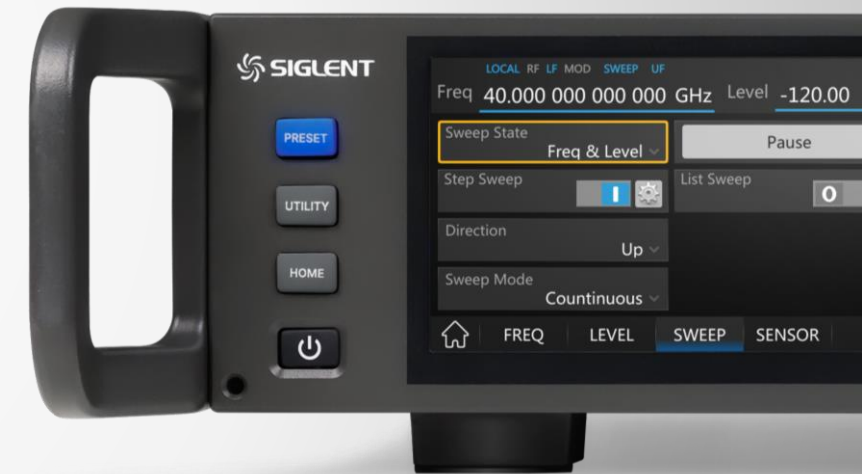 SIGLENT
PRESET
UTILITY
HOME
LOCAL RF LF MOD SWEEP UF
Freq 40.000 000 000 000 GHz Level -120.00
Sweep State
Freq & Level
Pause
Step Sweep
List Sweep
Direction
Up
Sweep Mode
Countinuous
FREQ LEVEL SWEEP SENSOR